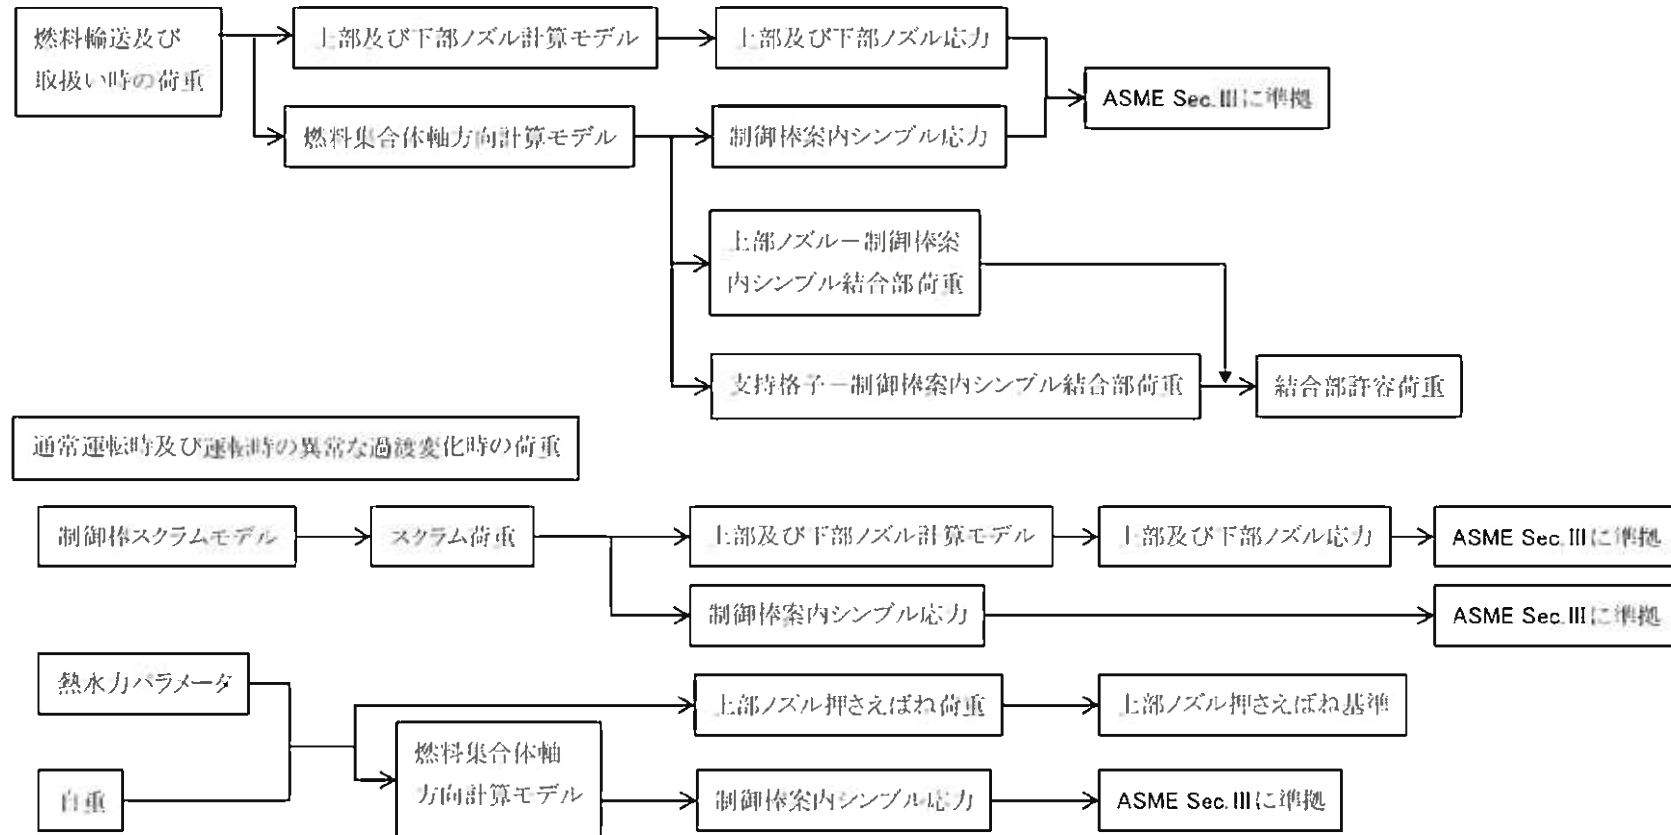 燃料輸送及び
取扱い時の荷重
上部及び下部ノズル計算モデル
上部及び下部ノズル応力
ASME Sec.Ⅲに準拠
燃料集合体軸方向計算モデル
制御棒案内シンブル応力
上部ノズル－制御棒案
内シンブル結合部荷重
支持格子－制御棒案内シンブル結合部荷重
結合部許容荷重
通常運転時及び運転時の異常な過渡変化時の荷重
制御棒スクラムモデル
スクラム荷重
上部及び下部ノズル計算モデル
上部及び下部ノズル応力
ASME Sec.Ⅲに準拠
制御棒案内シンブル応力
ASME Sec.Ⅲに準拠
熱水力パラメータ
上部ノズル押さえばね荷重
上部ノズル押さえばね基準
燃料集合体軸
方向計算モデル
自重
制御棒案内シンブル応力
ASME Sec.Ⅲに準拠